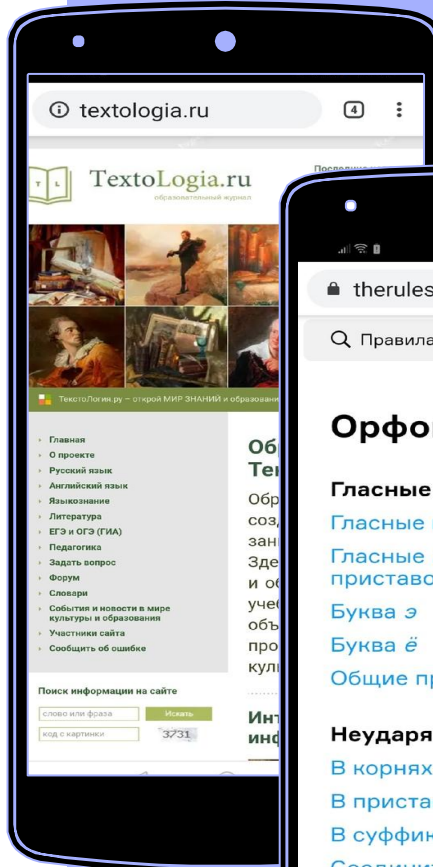 textologia.ru
4
TL
TextoLogia.ru
образовательный журнал
ТекстоЛогия.ру – открой МИР ЗНАНИЙ и образования
Главная
О проекте
Русский язык
Английский язык
Языкознание
Литература
ЕГЭ и ОГЭ (ГИА)
Педагогика
Задать вопрос
Форум
Словари
События и новости в мире
культуры и образования
Участники сайта
Сообщить об ошибке
Поиск информации на сайте
слово или фраза Искать
код с картинки 3731
therules
Правила
Гласные
Гласные
Гласные
приставо
Буква э
Буква ё
Общие пр
Неударя
В корнях
В приста
В суффик